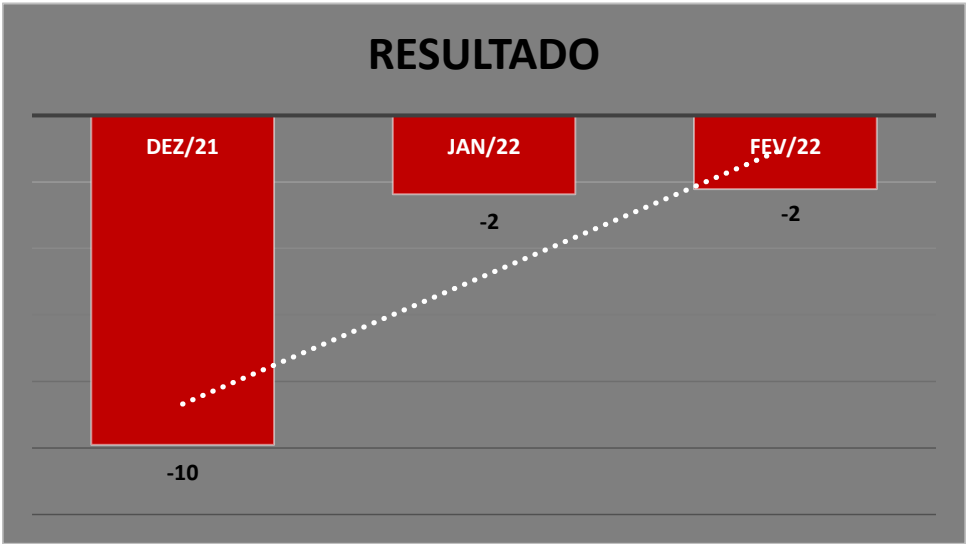 RESULTADO
DEZ/21
JAN/22
FEV/22
-2
-2
-10